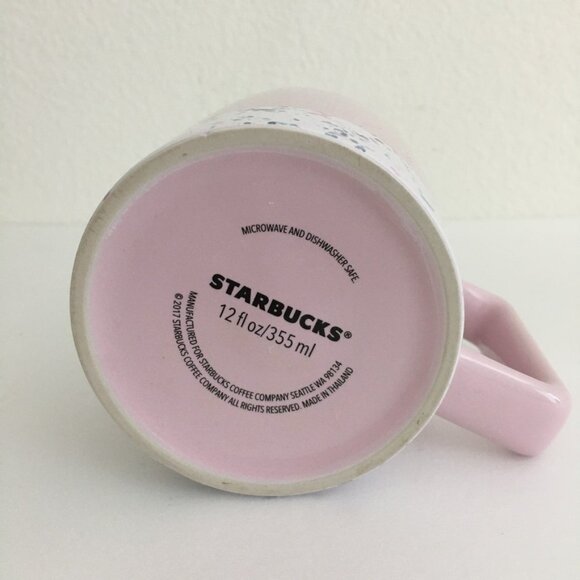 MICROWAVE AND DISHWASHER SAFE.
STARBUCKS®
12 fl oz/355 ml
MANUFACTURED FOR STARBUCKS COFFEE COMPANY SEATTLE WA 98134
© 2017 STARBUCKS COFFEE COMPANY ALL RIGHTS RESERVED. MADE IN THAILAND